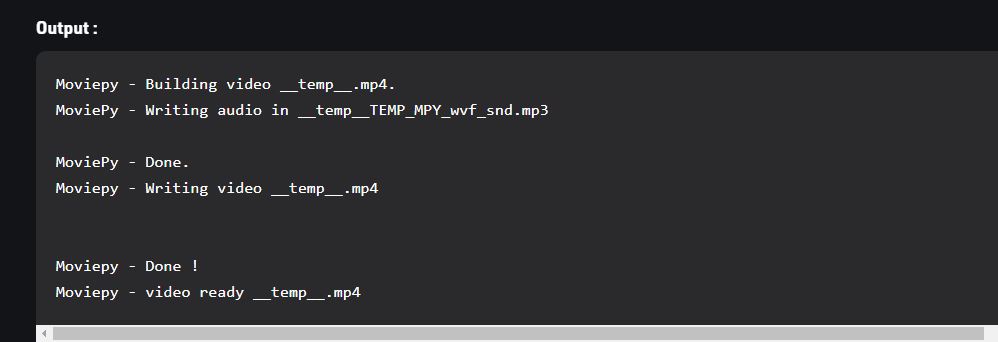 Output :
Moviepy - Building video __temp__.mp4.
MoviePy - Writing audio in __temp__TEMP_MPY_wvf_snd.mp3
MoviePy - Done.
Moviepy - Writing video __temp__.mp4
Moviepy - Done !
Moviepy - video ready __temp__.mp4